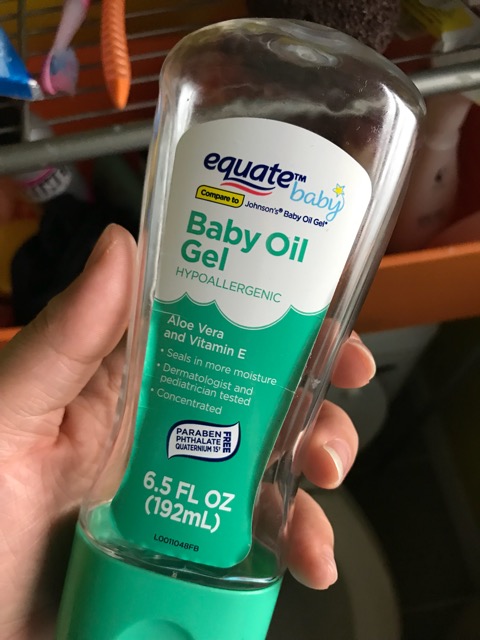 equate™
baby
Compare to Johnson's® Baby Oil Gel*
Baby Oil
Gel
HYPOALLERGENIC
Aloe Vera
and Vitamin E
• Seals in more moisture
• Dermatologist and
pediatrician tested
• Concentrated
PARABEN
PHTHALATE
QUATERNIUM 15†
FREE
6.5 FL OZ
(192mL)
L0011048FB